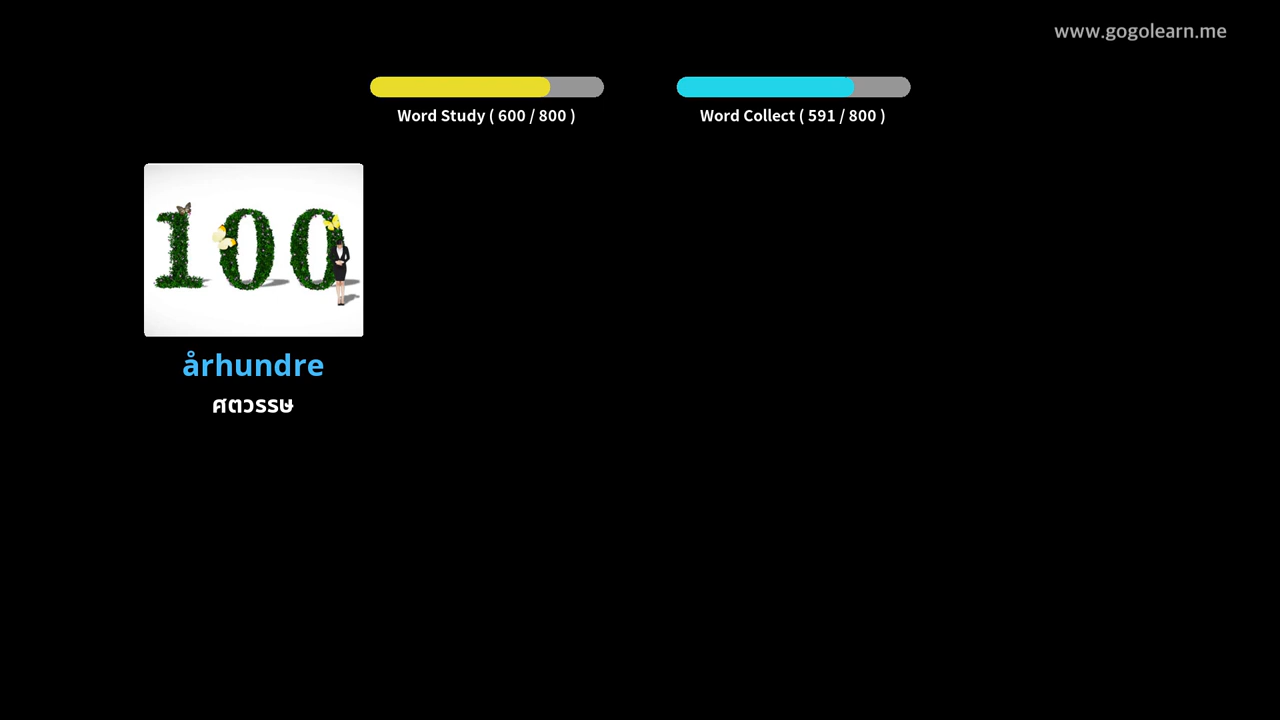 www.gogolearn.me
Word Study ( 600 / 800 )
Word Collect ( 591 / 800 )
100
århundre
ศตวรรษ